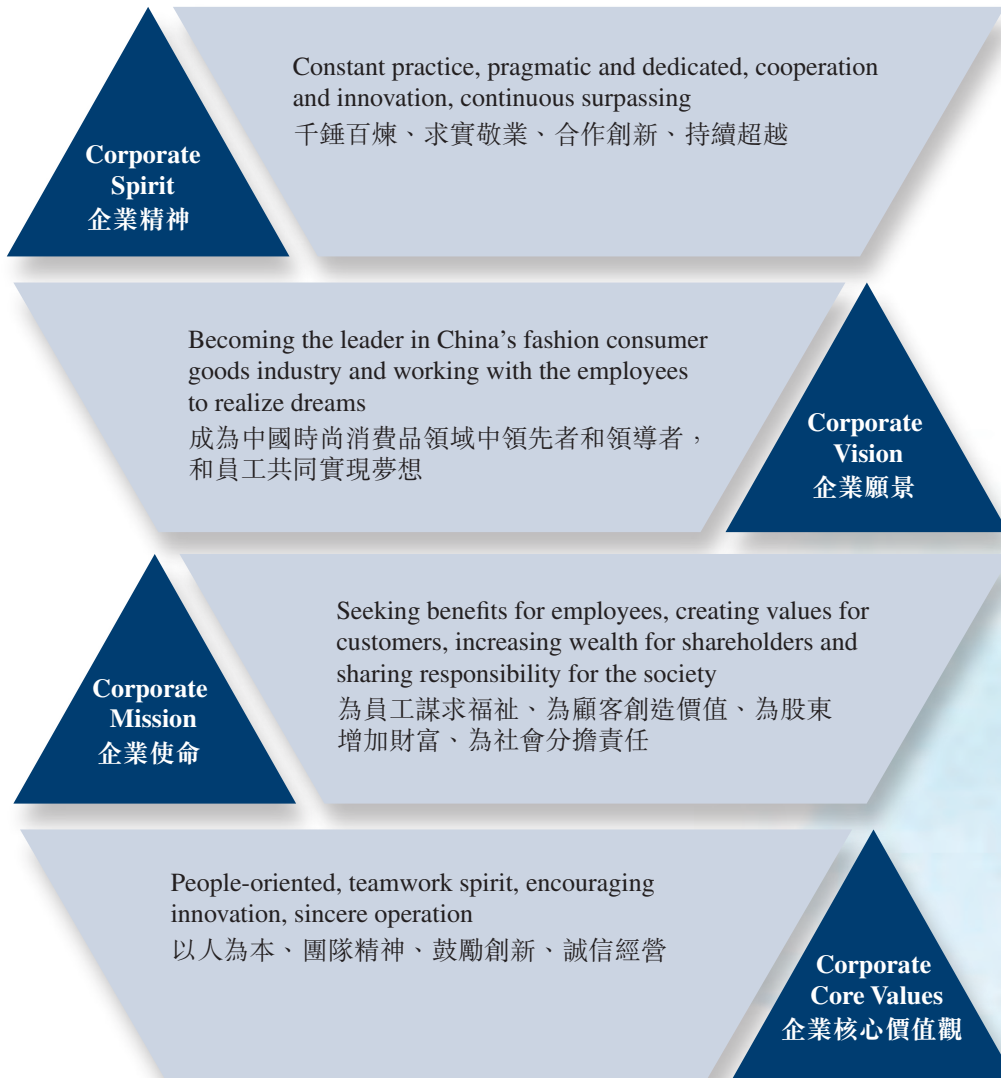 Corporate
Spirit
企業精神
Constant practice, pragmatic and dedicated, cooperation
and innovation, continuous surpassing
千錘百煉、求實敬業、合作創新、持續超越
Becoming the leader in China’s fashion consumer
goods industry and working with the employees
to realize dreams
成為中國時尚消費品領域中領先者和領導者，
和員工共同實現夢想
Corporate
Vision
企業願景
Corporate
Mission
企業使命
Seeking benefits for employees, creating values for
customers, increasing wealth for shareholders and
sharing responsibility for the society
為員工謀求福祉、為顧客創造價值、為股東
增加財富、為社會分擔責任
People-oriented, teamwork spirit, encouraging
innovation, sincere operation
以人為本、團隊精神、鼓勵創新、誠信經營
Corporate
Core Values
企業核心價值觀